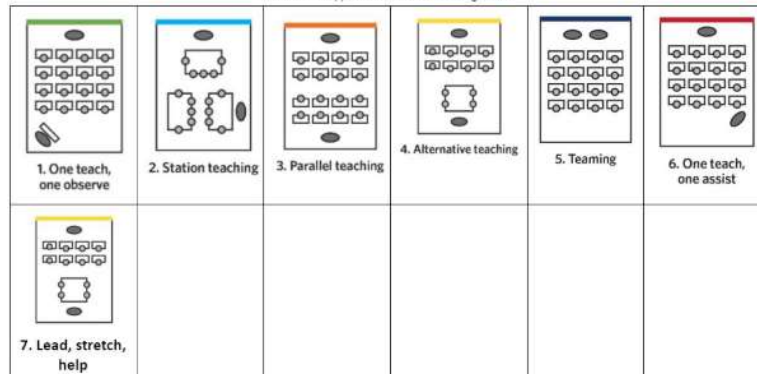 1. One teach,
one observe
2. Station teaching
3. Parallel teaching
4. Alternative teaching
5. Teaming
6. One teach,
one assist
7. Lead, stretch,
help